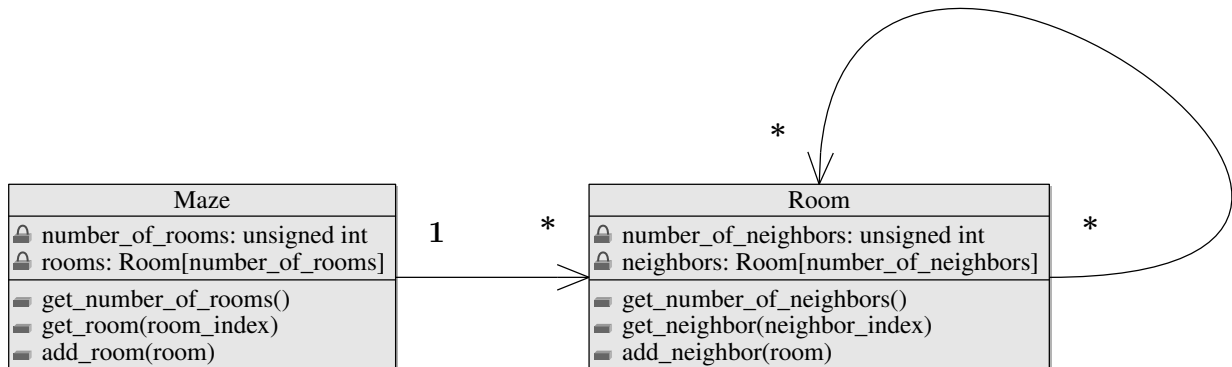 *
Maze
number_of_rooms: unsigned int
rooms: Room[number_of_rooms]
get_number_of_rooms()
get_room(room_index)
add_room(room)
1
*
Room
number_of_neighbors: unsigned int
neighbors: Room[number_of_neighbors]
get_number_of_neighbors()
get_neighbor(neighbor_index)
add_neighbor(room)
*